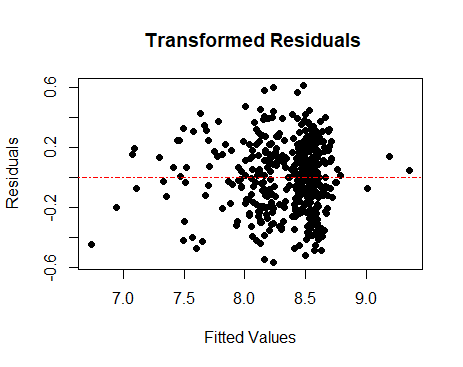 Transformed Residuals
Residuals
0.6
0.2
-0.2
-0.6
7.0 7.5 8.0 8.5 9.0
Fitted Values